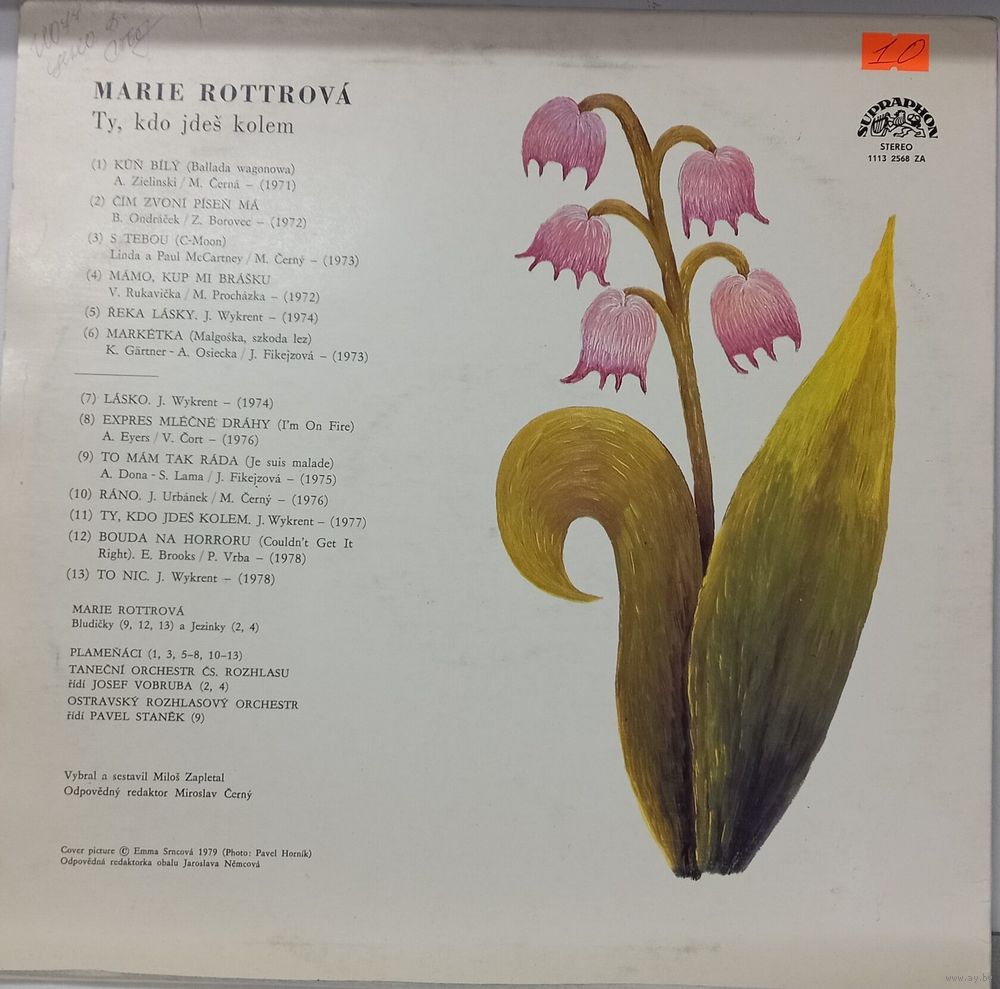 10
MARIE ROTTROVÁ
Ty, kdo jdeš kolem
SUPRAPHON
STEREO
1113 2568 ZA
(1) KŮŇ BÍLÝ (Ballada wagonowa)
A. Zielinski / M. Černá – (1971)
(2) ČÍM ZVONÍ PÍSEŇ MÁ
B. Ondráček / Z. Borovec – (1972)
(3) S TEBOU (C-Moon)
Linda a Paul McCartney / M. Černý – (1973)
(4) MÁMO, KUP MI BRÁŠKU
V. Rukavička / M. Procházka – (1972)
(5) ŘEKA LÁSKY. J. Wykrent – (1974)
(6) MARKÉTKA (Malgoška, szkoda lez)
K. Gärtner - A. Osiecka / J. Fikejzová – (1973)
(7) LÁSKO. J. Wykrent – (1974)
(8) EXPRES MLÉČNÉ DRÁHY (I'm On Fire)
A. Eyers / V. Čort – (1976)
(9) TO MÁM TAK RÁDA (Je suis malade)
A. Dona - S. Lama / J. Fikejzová – (1975)
(10) RÁNO. J. Urbánek / M. Černý – (1976)
(11) TY, KDO JDEŠ KOLEM. J. Wykrent – (1977)
(12) BOUDA NA HORRORU (Couldn't Get It
Right). E. Brooks / P. Vrba – (1978)
(13) TO NIC. J. Wykrent – (1978)
MARIE ROTTROVÁ
Bludičky (9, 12, 13) a Jezinky (2, 4)
PLAMEŇÁCI (1, 3, 5–8, 10–13)
TANEČNÍ ORCHESTR ČS. ROZHLASU
řídí JOSEF VOBRUBA (2, 4)
OSTRAVSKÝ ROZHLASOVÝ ORCHESTR
řídí PAVEL STANĚK (9)
Vybral a sestavil Miloš Zapletal
Odpovědný redaktor Miroslav Černý
Cover picture © Emma Srncová 1979 (Photo: Pavel Horník)
Odpovědná redaktorka obalu Jaroslava Němcová